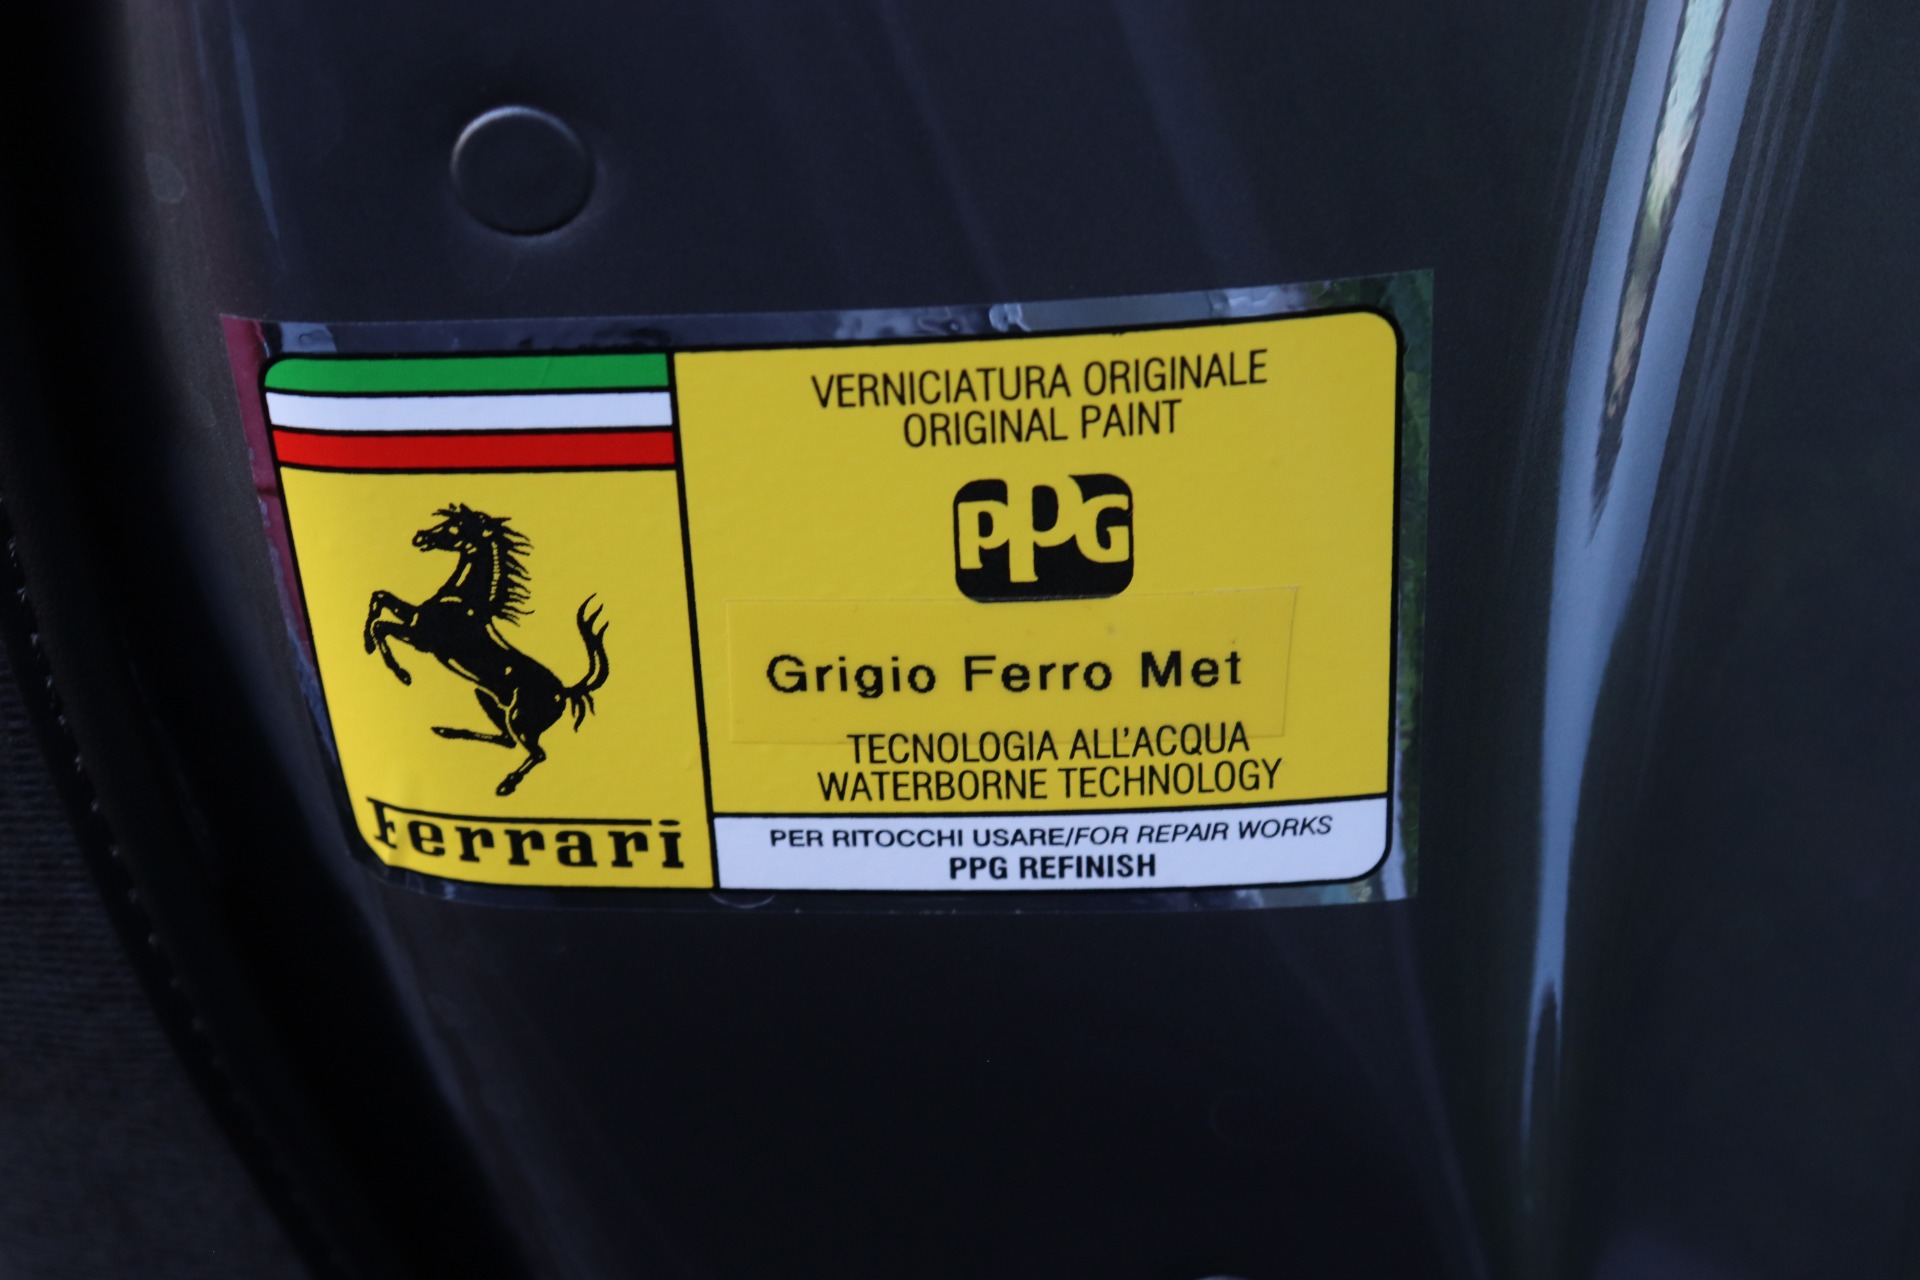 Ferrari
VERNICIATURA ORIGINALE
ORIGINAL PAINT
PPG
Grigio Ferro Met
TECNOLOGIA ALL'ACQUA
WATERBORNE TECHNOLOGY
PER RITOCCHI USARE/FOR REPAIR WORKS
PPG REFINISH